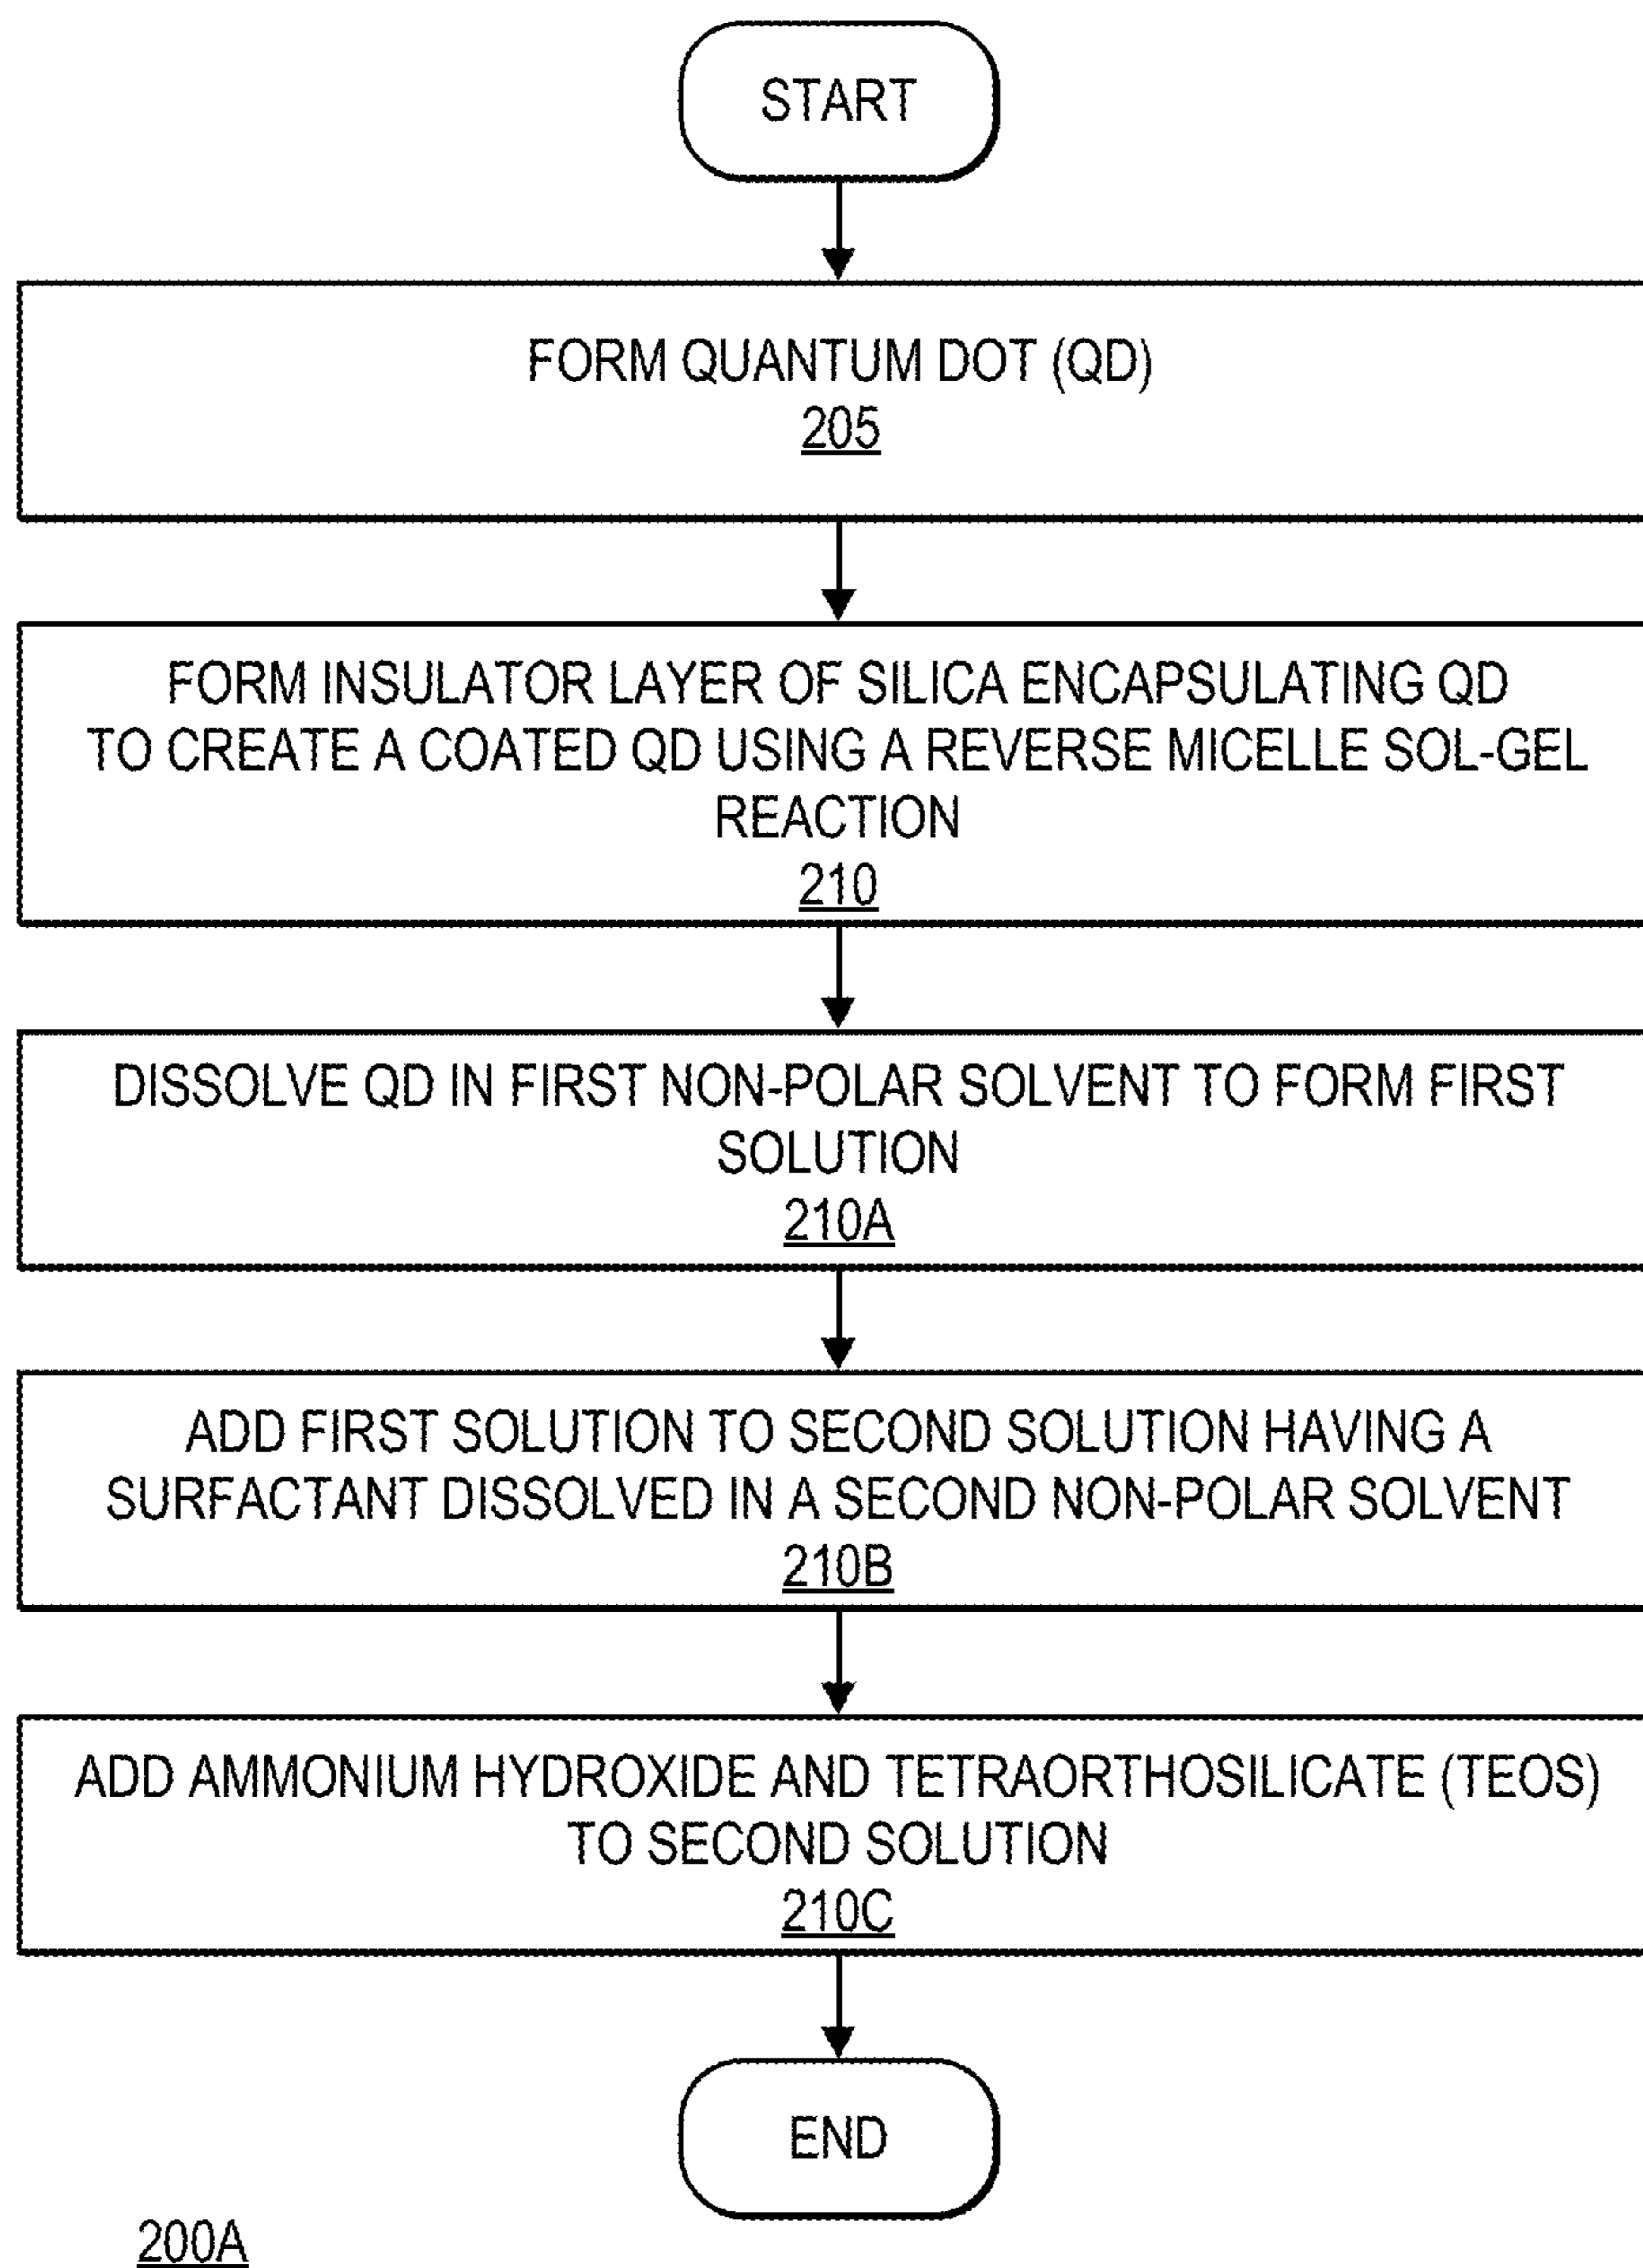 START
FORM QUANTUM DOT (QD)
205
FORM INSULATOR LAYER OF SILICA ENCAPSULATING QD
TO CREATE A COATED QD USING A REVERSE MICELLE SOL-GEL
REACTION
210
DISSOLVE QD IN FIRST NON-POLAR SOLVENT TO FORM FIRST
SOLUTION
210A
ADD FIRST SOLUTION TO SECOND SOLUTION HAVING A
SURFACTANT DISSOLVED IN A SECOND NON-POLAR SOLVENT
210B
ADD AMMONIUM HYDROXIDE AND TETRAORTHOSILICATE (TEOS)
TO SECOND SOLUTION
210C
END
200A